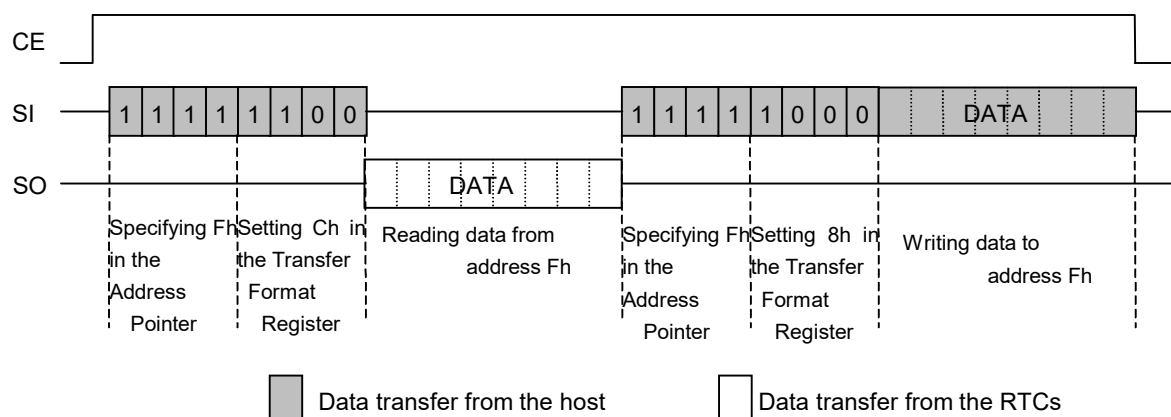 CE
SI 1 1 1 1 1 1 0 0 1 1 1 1 1 0 0 0 DATA
SO DATA
Specifying Fh
in the
Address
Pointer
Setting Ch in
the Transfer
Format
Register
Reading data from
address Fh
Specifying Fh
in the
Address
Pointer
Setting 8h in
the Transfer
Format
Register
Writing data to
address Fh
Data transfer from the host
Data transfer from the RTCs